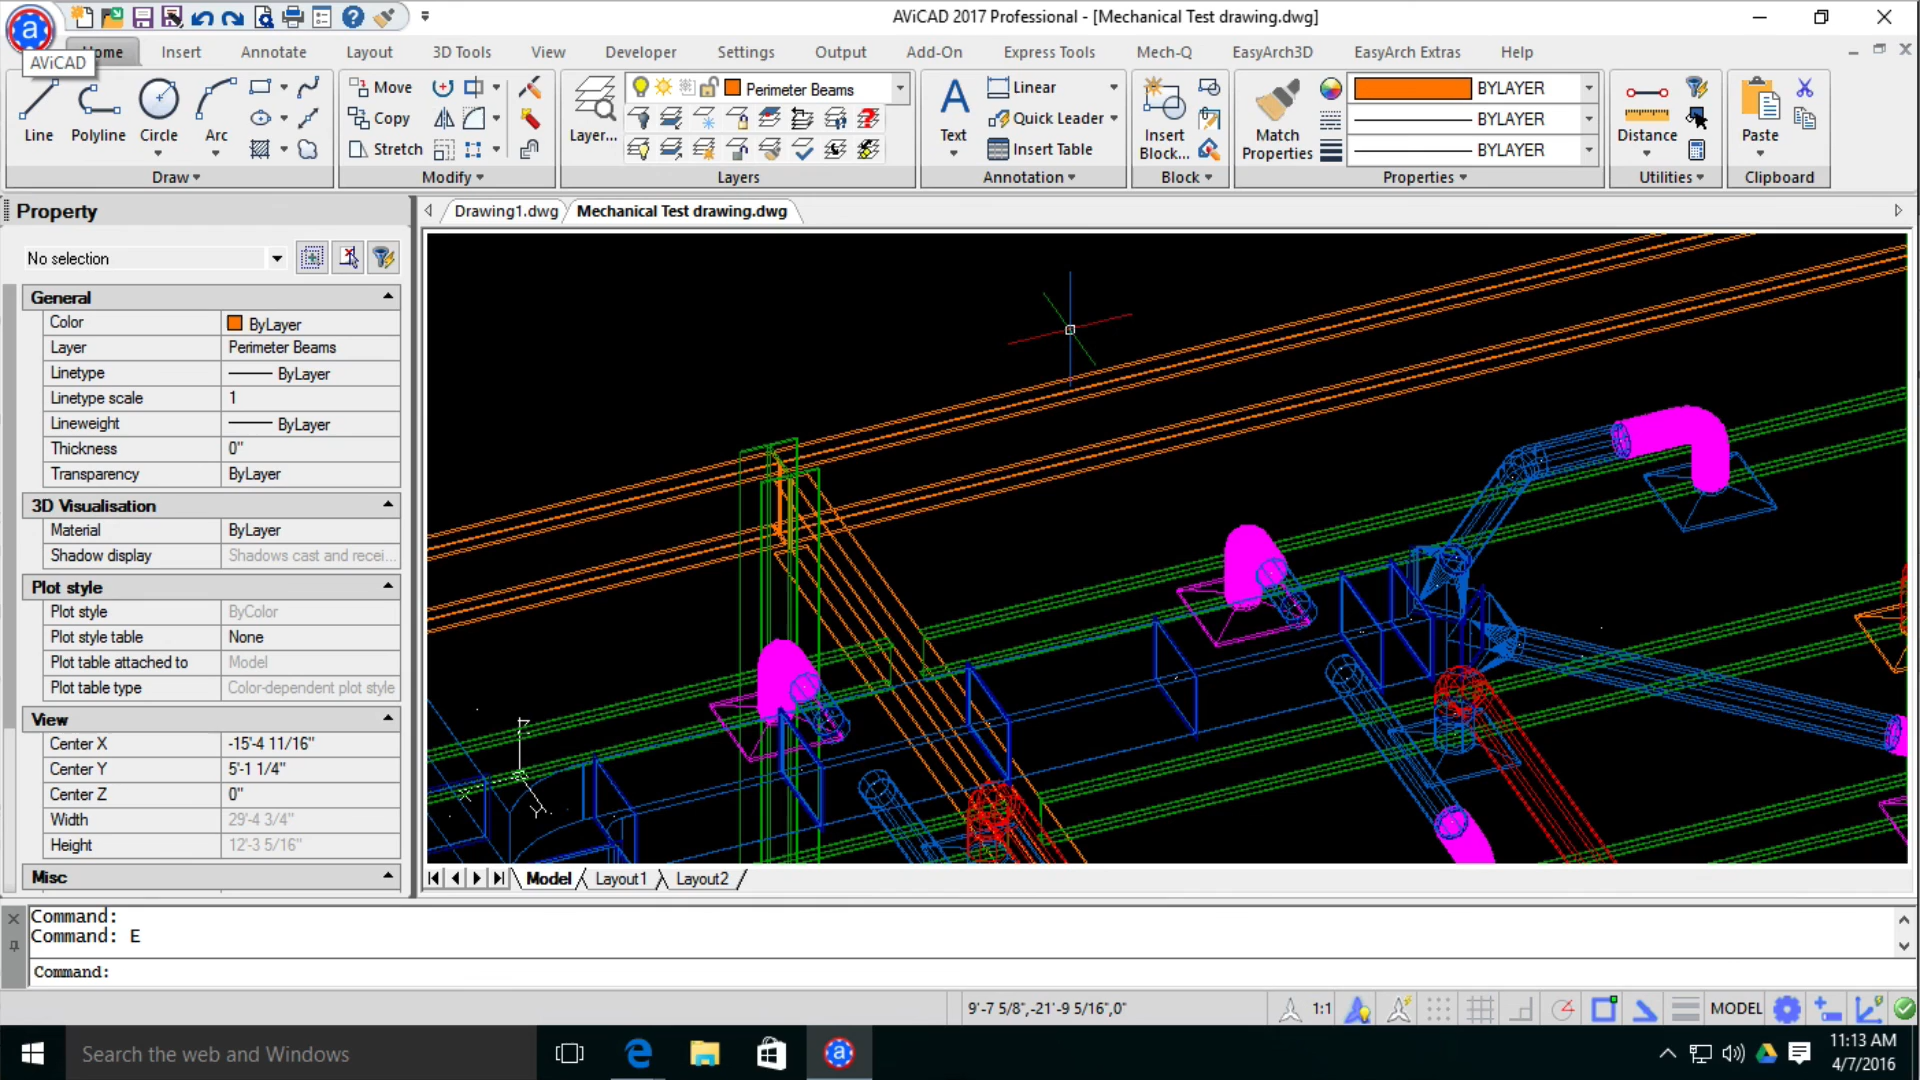 AViCAD 2017 Professional - [Mechanical Test drawing.dwg]
Home Insert Annotate Layout 3D Tools View Developer Settings Output Add-On Express Tools Mech-Q EasyArch3D EasyArch Extras Help
AViCAD
Line Polyline Circle Arc
Draw
Move
Copy
Stretch
Modify
Layer...
Perimeter Beams
Layers
Text
Linear
Quick Leader
Insert Table
Annotation
Insert
Block...
Block
Match
Properties
BYLAYER
BYLAYER
BYLAYER
Properties
Distance
Utilities
Paste
Clipboard
Property
Drawing1.dwg Mechanical Test drawing.dwg
No selection
General
Color ByLayer
Layer Perimeter Beams
Linetype ByLayer
Linetype scale 1
Lineweight ByLayer
Thickness 0"
Transparency ByLayer
3D Visualisation
Material ByLayer
Shadow display Shadows cast and recei...
Plot style
Plot style ByColor
Plot style table None
Plot table attached to Model
Plot table type Color-dependent plot style
View
Center X -15'-4 11/16"
Center Y 5'-1 1/4"
Center Z 0"
Width 29'-4 3/4"
Height 12'-3 5/16"
Misc
X
Y
Model Layout1 Layout2
Command:
Command: E
Command:
9'-7 5/8",-21'-9 5/16",0" 1:1 MODEL
Search the web and Windows
11:13 AM
4/7/2016